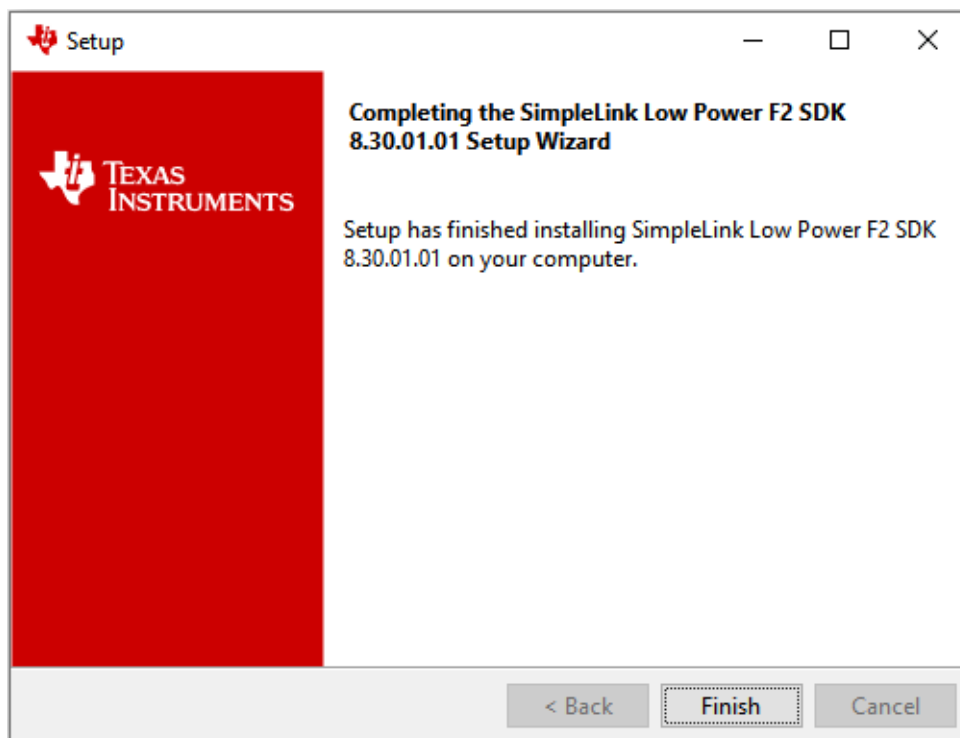 Setup
Completing the SimpleLink Low Power F2 SDK
8.30.01.01 Setup Wizard
TEXAS
INSTRUMENTS
Setup has finished installing SimpleLink Low Power F2 SDK
8.30.01.01 on your computer.
< Back
Finish
Cancel